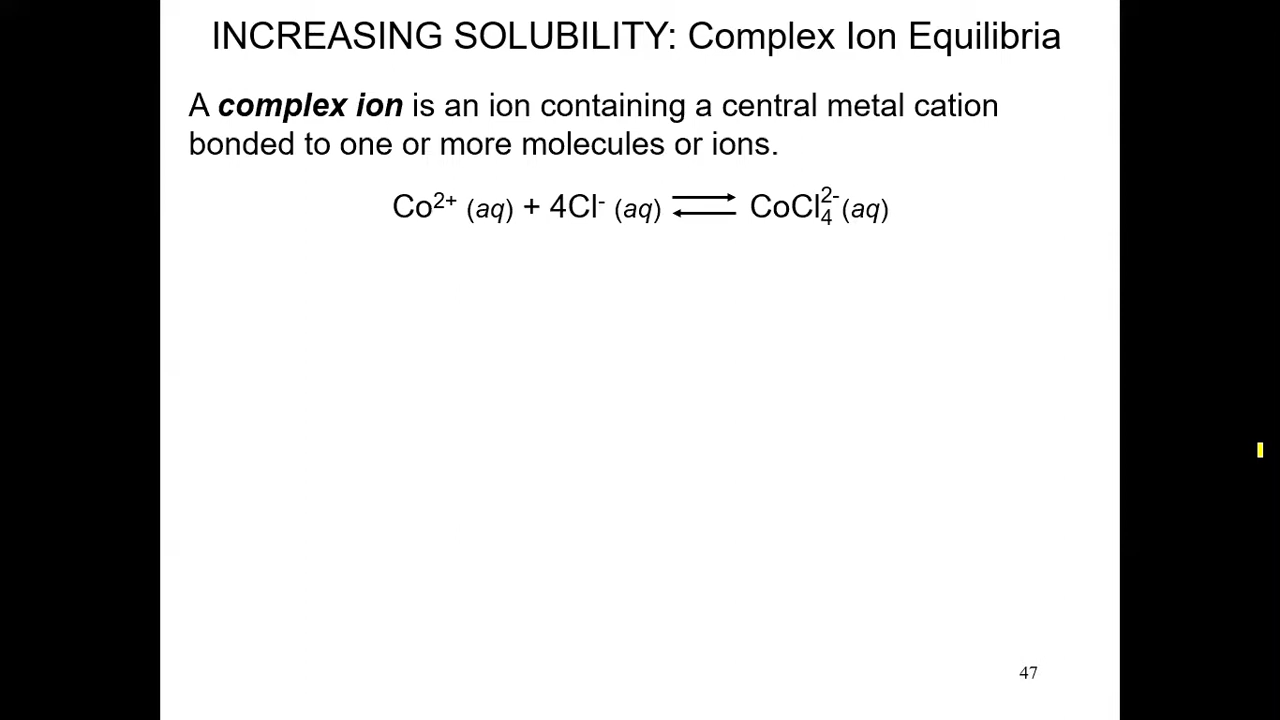 INCREASING SOLUBILITY: Complex Ion Equilibria
A complex ion is an ion containing a central metal cation
bonded to one or more molecules or ions.
Co²⁺ (aq) + 4Cl⁻ (aq) ⇌ CoCl₄²⁻ (aq)
47